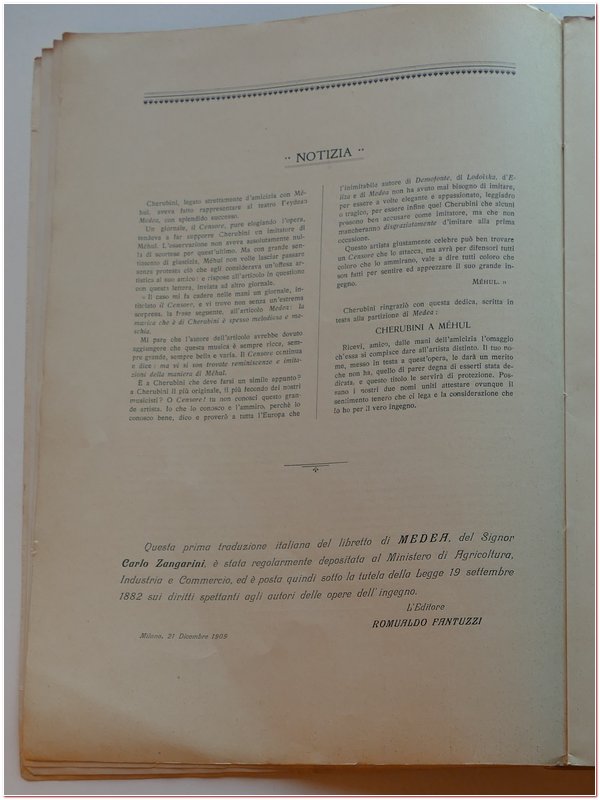 NOTIZIA
Cherubini, legato strettamente d'amicizia con Mé-
hul, aveva fatto rappresentare al teatro Feydeau
Medea, con splendido successo.
Un giornale, il Censore, pure elogiando l'opera,
tendeva a far supporre Cherubini un imitatore di
Méhul. L'osservazione non aveva assolutamente nul-
la di scortese per quest'ultimo. Ma con grande sen-
timento di giustizia, Méhul non volle lasciar passare
senza protesta ciò che egli considerava un'offesa ar-
tistica al suo amico: e rispose all'articolo in questione
con questa lettera, inviata ad altro giornale.
« Il caso mi fa cadere nelle mani un giornale, in-
titolato il Censore, e vi trovo non senza un'estrema
sorpresa, la frase seguente, all'articolo Medea: la
musica che è di Cherubini è spesso melodiosa e ma-
schia.
Mi pare che l'autore dell'articolo avrebbe dovuto
aggiungere che questa musica è sempre ricca, sem-
pre grande, sempre bella e varia. Il Censore continua
e dice: ma vi si son trovate reminiscenze e imita-
zioni della maniera di Méhul.
È a Cherubini che deve farsi un simile appunto?
a Cherubini il più originale, il più fecondo dei nostri
musicisti? O Censore! tu non conosci questo gran-
de artista. Io che lo conosco e l'ammiro, perchè lo
conosco bene, dico e proverò a tutta l'Europa che
l'inimitabile autore di Demofonte, di Lodoïska, d'E-
lisa e di Medea non ha avuto mai bisogno di imitare,
per essere a volte elegante e appassionato, leggiadro
o tragico, per essere infine quel Cherubini che alcuni
possono ben accusare come imitatore, ma che non
mancheranno disgraziatamente d'imitare alla prima
occasione.
Questo artista giustamente celebre può ben trovare
un Censore che lo attacca, ma avrà per difensori tutti
coloro che lo ammirano, vale a dire tutti coloro che
son fatti per sentire ed apprezzare il suo grande in-
gegno.
MÉHUL. »
Cherubini ringraziò con questa dedica, scritta in
testa alla partizione di Medea:
CHERUBINI A MÉHUL
Ricevi, amico, dalle mani dell'amicizia l'omaggio
ch'essa si compiace dare all'artista distinto. Il tuo no-
me, messo in testa a quest'opera, le darà un merito
che non ha, quello di parer degna di esserti stata de-
dicata, e questo titolo le servirà di protezione. Pos-
sano i nostri due nomi uniti attestare ovunque il
sentimento tenero che ci lega e la considerazione che
io ho per il vero ingegno.
Questa prima traduzione italiana del libretto di MEDEA, del Signor
Carlo Zangarini, è stata regolarmente depositata al Ministero di Agricoltura,
Industria e Commercio, ed è posta quindi sotto la tutela della Legge 19 settembre
1882 sui diritti spettanti agli autori delle opere dell'ingegno.
L'Editore
ROMUALDO FANTUZZI
Milano, 21 Dicembre 1909